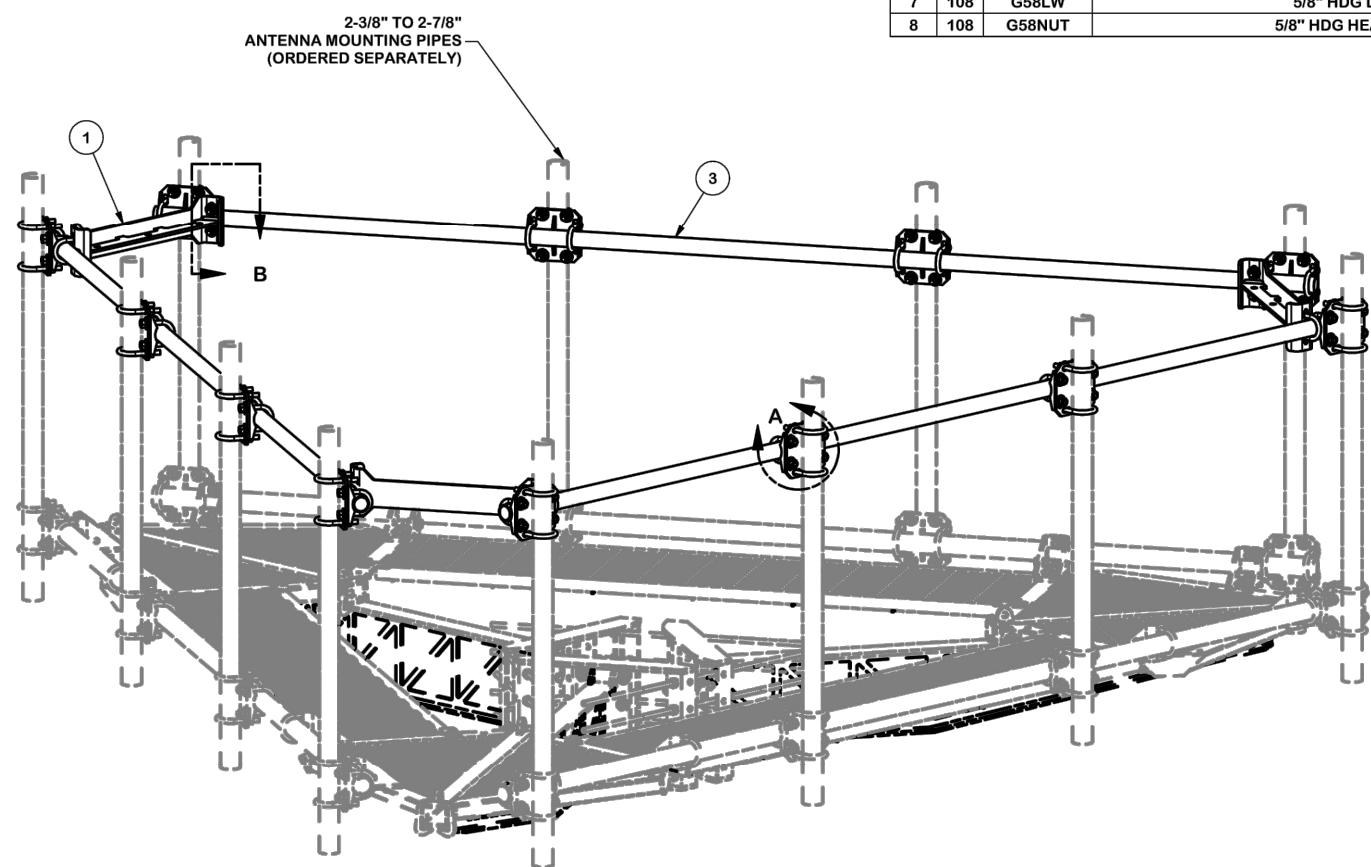 7 108 G58LW 5/8" HDG
8 108 G58NUT 5/8" HDG
2-3/8" TO 2-7/8"
ANTENNA MOUNTING PIPES
(ORDERED SEPARATELY)
1
3
B
A